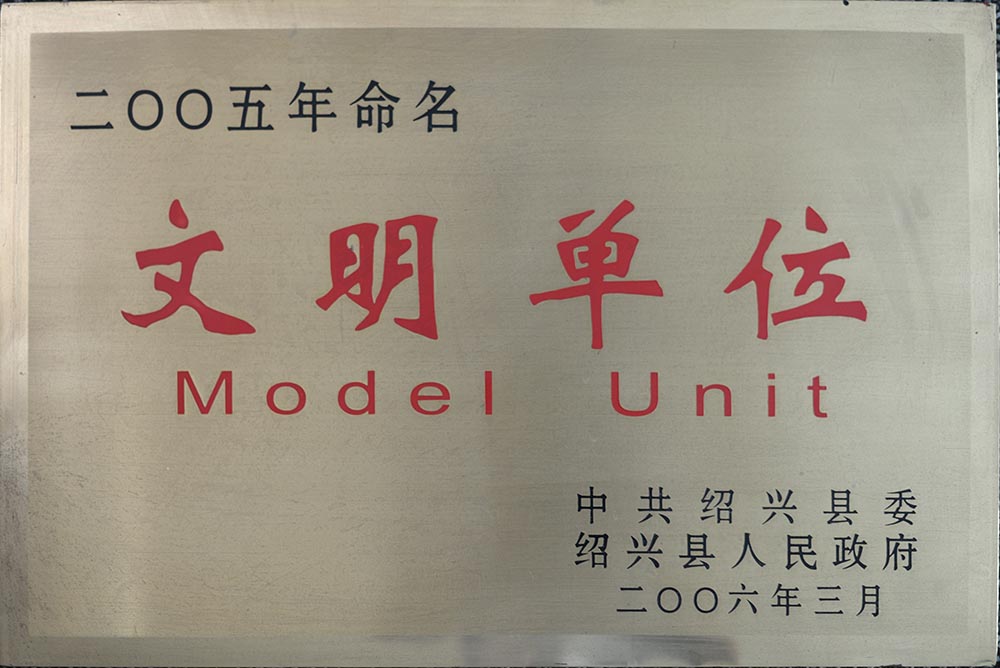 二〇〇五年命名
文明单位
Model Unit
中共绍兴县委
绍兴县人民政府
二〇〇六年三月